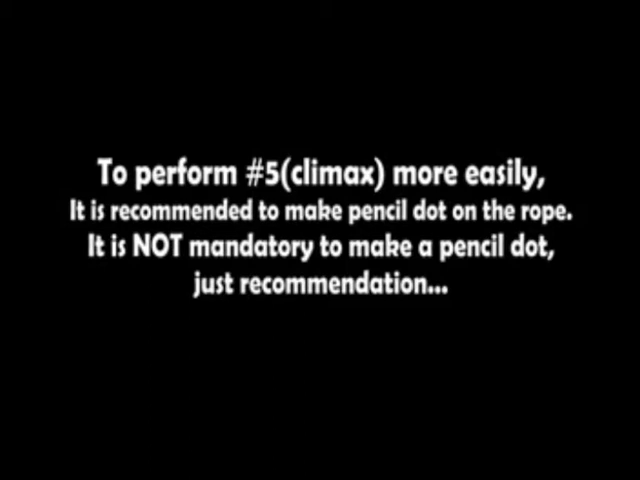 To perform #5(climax) more easily,
It is recommended to make pencil dot on the rope.
It is NOT mandatory to make a pencil dot,
just recommendation...